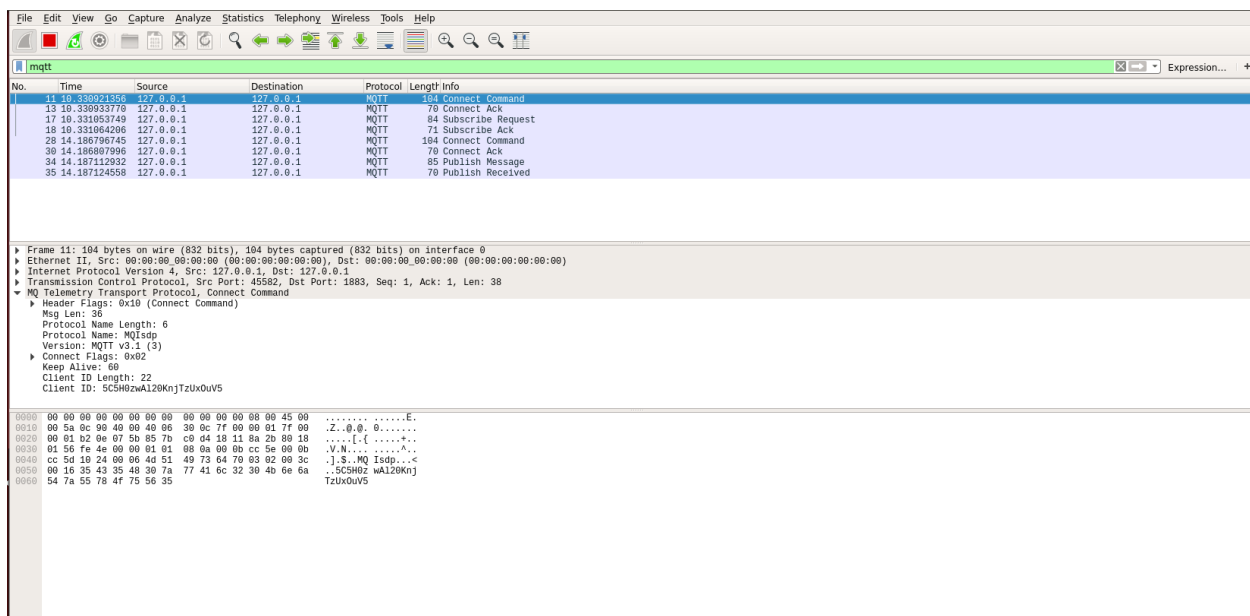 File Edit View Go Capture Analyze Statistics Telephony Wireless Tools Help
mqtt
Expression... +
No. Time Source Destination Protocol Length Info
11 10.330921356 127.0.0.1 127.0.0.1 MQTT 104 Connect Command
13 10.330933770 127.0.0.1 127.0.0.1 MQTT 70 Connect Ack
17 10.331053749 127.0.0.1 127.0.0.1 MQTT 84 Subscribe Request
18 10.331064206 127.0.0.1 127.0.0.1 MQTT 71 Subscribe Ack
28 14.186796745 127.0.0.1 127.0.0.1 MQTT 104 Connect Command
30 14.186807996 127.0.0.1 127.0.0.1 MQTT 70 Connect Ack
34 14.187112932 127.0.0.1 127.0.0.1 MQTT 85 Publish Message
35 14.187124558 127.0.0.1 127.0.0.1 MQTT 70 Publish Received
Frame 11: 104 bytes on wire (832 bits), 104 bytes captured (832 bits) on interface 0
Ethernet II, Src: 00:00:00_00:00:00 (00:00:00:00:00:00), Dst: 00:00:00_00:00:00 (00:00:00:00:00:00)
Internet Protocol Version 4, Src: 127.0.0.1, Dst: 127.0.0.1
Transmission Control Protocol, Src Port: 45582, Dst Port: 1883, Seq: 1, Ack: 1, Len: 38
MQ Telemetry Transport Protocol, Connect Command
Header Flags: 0x10 (Connect Command)
Msg Len: 36
Protocol Name Length: 6
Protocol Name: MQIsdp
Version: MQTT v3.1 (3)
Connect Flags: 0x02
Keep Alive: 60
Client ID Length: 22
Client ID: 5C5H0zwAl20KnjTzUxOuV5
0000 00 00 00 00 00 00 00 00 00 00 00 00 08 00 45 00 ........ ......E.
0010 00 5a 0c 90 40 00 40 06 30 0c 7f 00 00 01 7f 00 .Z..@.@. 0.......
0020 00 01 b2 0e 07 5b 85 7b c0 d4 18 11 8a 2b 80 18 .....[.{ .....+..
0030 01 56 fe 4e 00 00 01 01 08 0a 00 0b cc 5e 00 0b .V.N.... .....^..
0040 cc 5d 10 24 00 06 4d 51 49 73 64 70 03 02 00 3c .].$..MQ Isdp...<
0050 00 16 35 43 35 48 30 7a 77 41 6c 32 30 4b 6e 6a ..5C5H0z wAl20Knj
0060 54 7a 55 78 4f 75 56 35 TzUxOuV5